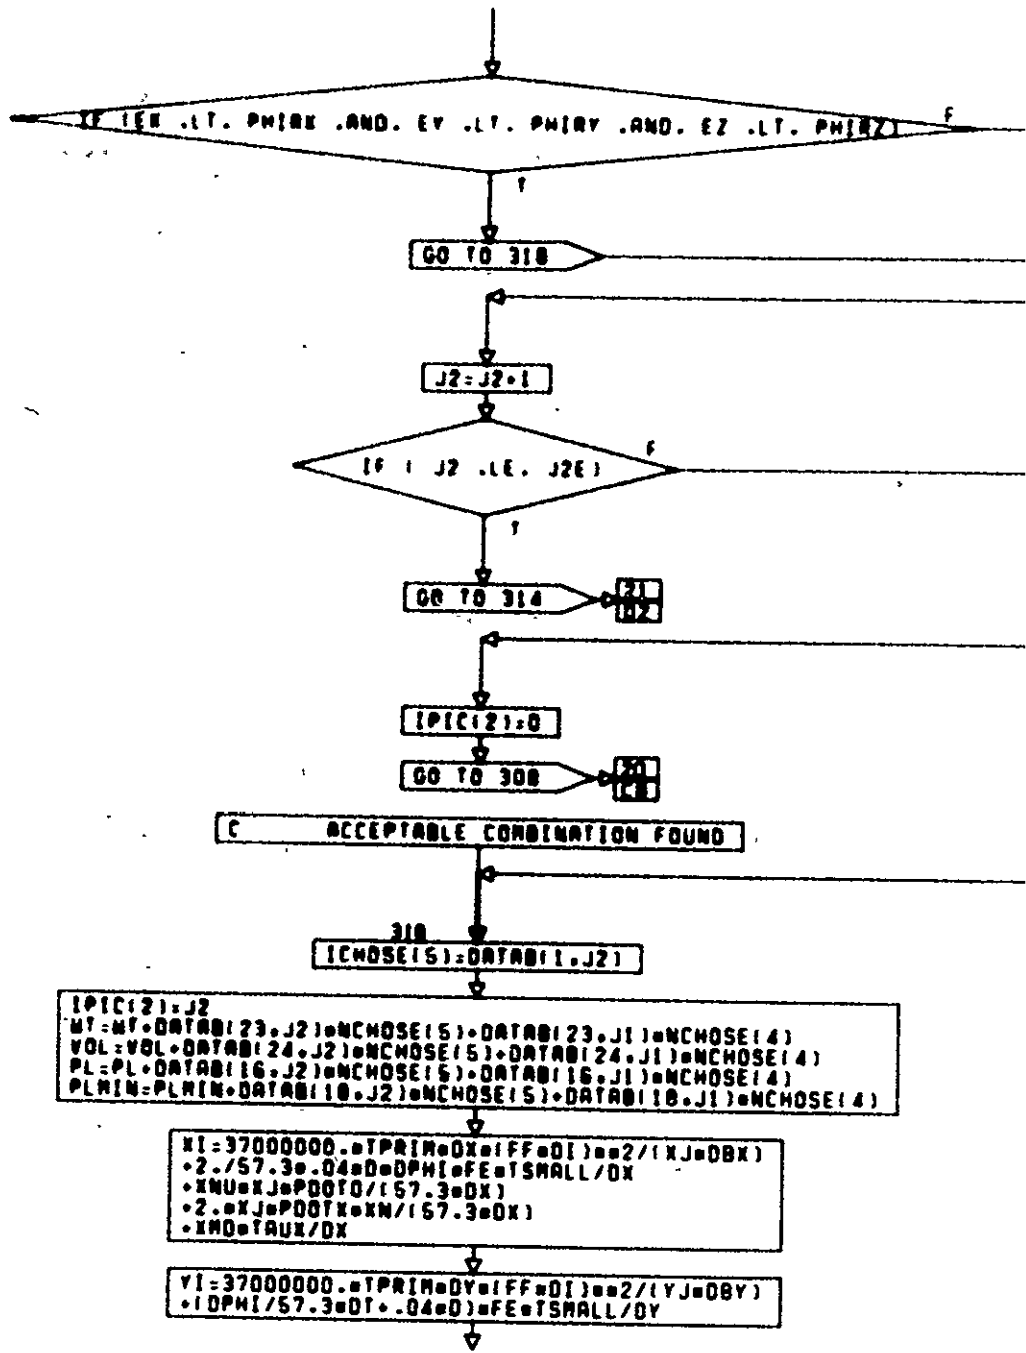 IF (EX .LT. PHIRX .AND. EY .LT. PHIRY .AND. EZ .LT. PHIRZ)
F
T
GO TO 318
J2=J2+1
IF ( J2 .LE. J2E)
F
T
GO TO 314
21
D2
IPIC(2)=0
GO TO 308
20
C ACCEPTABLE COMBINATION FOUND
318
ICHOSE(5)=DATAB(1,J2)
IPIC(2)=J2
WT=WT+DATAB(23,J2)*NCHOSE(5)+DATAB(23,J1)*NCHOSE(4)
VOL=VOL+DATAB(24,J2)*NCHOSE(5)+DATAB(24,J1)*NCHOSE(4)
PL=PL+DATAB(16,J2)*NCHOSE(5)+DATAB(16,J1)*NCHOSE(4)
PLMIN=PLMIN+DATAB(18,J2)*NCHOSE(5)+DATAB(18,J1)*NCHOSE(4)
XI=37000000.*TPRIM*DX*(FF*DI)**2/(XJ*DBX)
+2./57.3*.04*D*DPHI*FE*TSMALL/DX
+XNU*XJ*PDOTO/(57.3*DX)
+2.*XJ*PDOTX*XN/(57.3*DX)
+XMD*TAUX/DX
YI=37000000.*TPRIM*DY*(FF*DI)**2/(YJ*DBY)
+(DPHI/57.3*DT+.04*D)*FE*TSMALL/DY